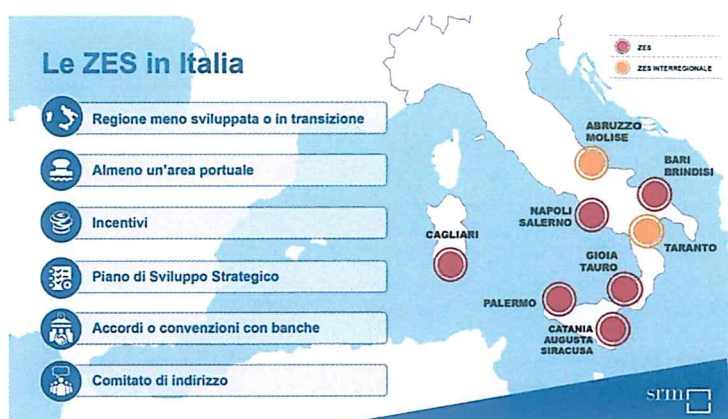 Le ZES in Italia
Regione meno sviluppata o in transizione
Almeno un'area portuale
Incentivi
Piano di Sviluppo Strategico
Accordi o convenzioni con banche
Comitato di indirizzo
ZES
ZES INTERREGIONALE
ABRUZZO
MOLISE
BARI
BRINDISI
NAPOLI
SALERNO
CAGLIARI
TARANTO
GIOIA
TAURO
PALERMO
CATANIA
AUGUSTA
SIRACUSA
srm